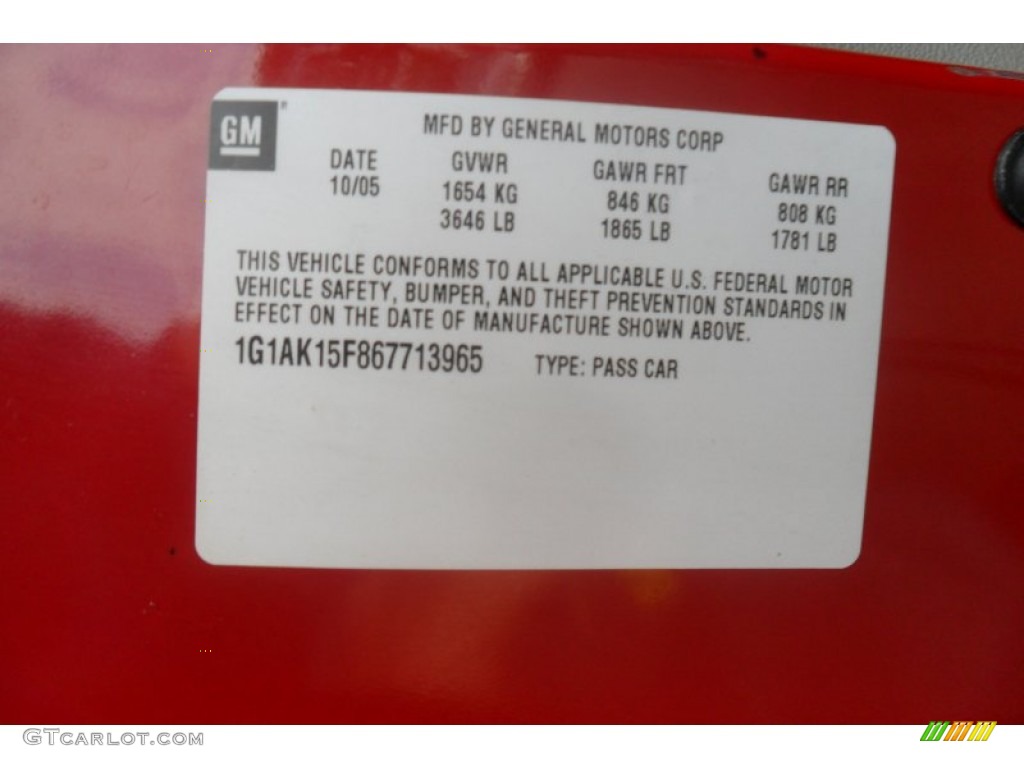 GM ®
MFD BY GENERAL MOTORS CORP
DATE GVWR GAWR FRT GAWR RR
10/05 1654 KG 846 KG 808 KG
3646 LB 1865 LB 1781 LB
THIS VEHICLE CONFORMS TO ALL APPLICABLE U.S. FEDERAL MOTOR
VEHICLE SAFETY, BUMPER, AND THEFT PREVENTION STANDARDS IN
EFFECT ON THE DATE OF MANUFACTURE SHOWN ABOVE.
1G1AK15F867713965 TYPE: PASS CAR
GTCARLOT.COM